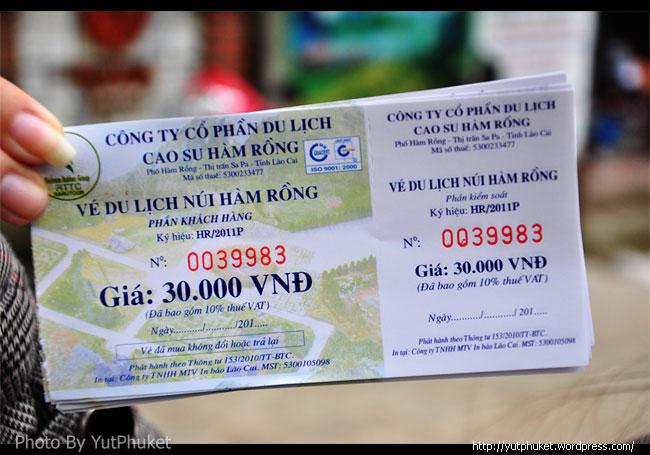 CÔNG TY CỔ PHẦN DU LỊCH
CAO SU HÀM RỒNG
Phố Hàm Rồng - Thị trấn Sa Pa - Tỉnh Lào Cai
Mã số thuế: 5300233477
ISO 9001/2000
VÉ DU LỊCH NÚI HÀM RỒNG
PHẦN KHÁCH HÀNG
Ký hiệu: HR/2011P
Nº: 0039983
Giá: 30.000 VNĐ
(Đã bao gồm 10% thuế VAT)
Ngày.........../.........../201.....
Vé đã mua không đổi hoặc trả lại
Phát hành theo Thông tư 153/2010/TT-BTC.
In tại: Công ty TNHH MTV In báo Lào Cai. MST: 5300105098
CÔNG TY CỔ PHẦN DU LỊCH
CAO SU HÀM RỒNG
Phố Hàm Rồng - Thị trấn Sa Pa - Tỉnh Lào Cai
Mã số thuế: 5300233477
VÉ DU LỊCH NÚI HÀM RỒNG
Phần kiểm soát
Ký hiệu: HR/2011P
Nº: 0039983
Giá: 30.000 VNĐ
(Đã bao gồm 10% thuế VAT)
Ngày.........../.........../201.....
Phát hành theo Thông tư 153/2010/TT-BTC.
In tại: Công ty TNHH MTV In báo Lào Cai. MST: 5300105098
Photo By YutPhuket
http://yutphuket.wordpress.com/